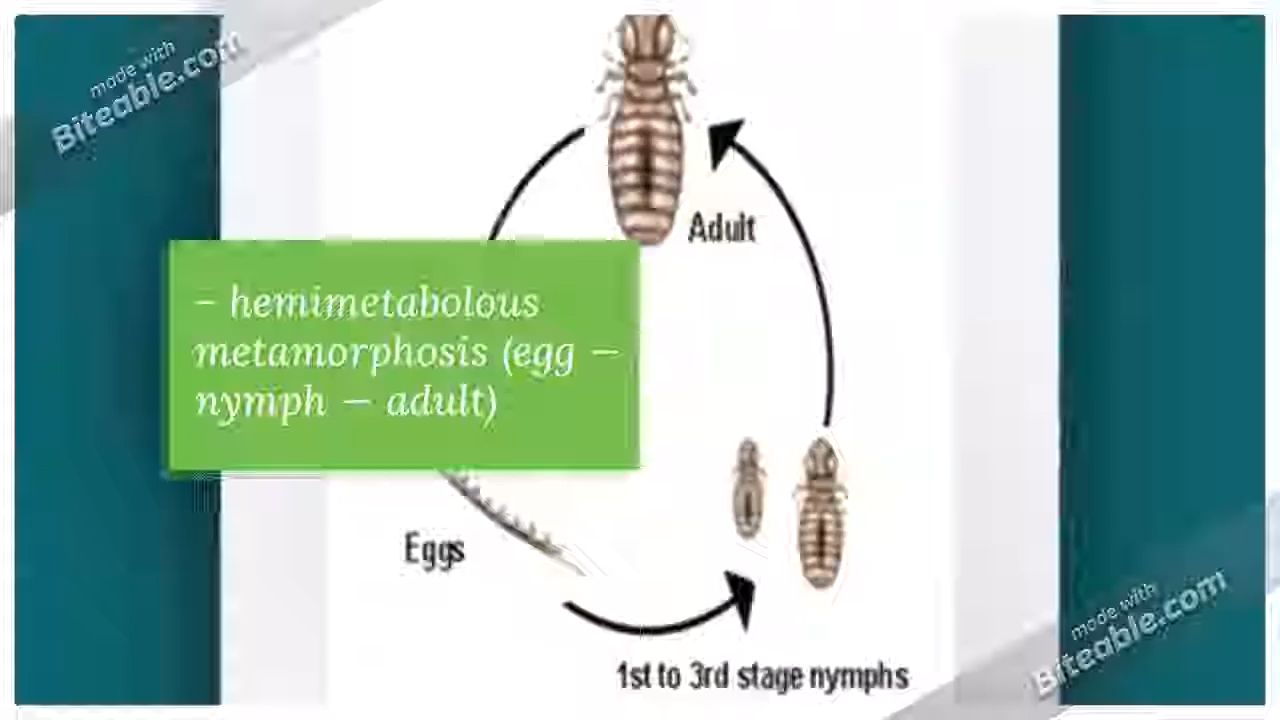 made with
Biteable.com
Adult
– hemimetabolous
metamorphosis (egg –
nymph – adult)
Eggs
1st to 3rd stage nymphs
made with
Biteable.com